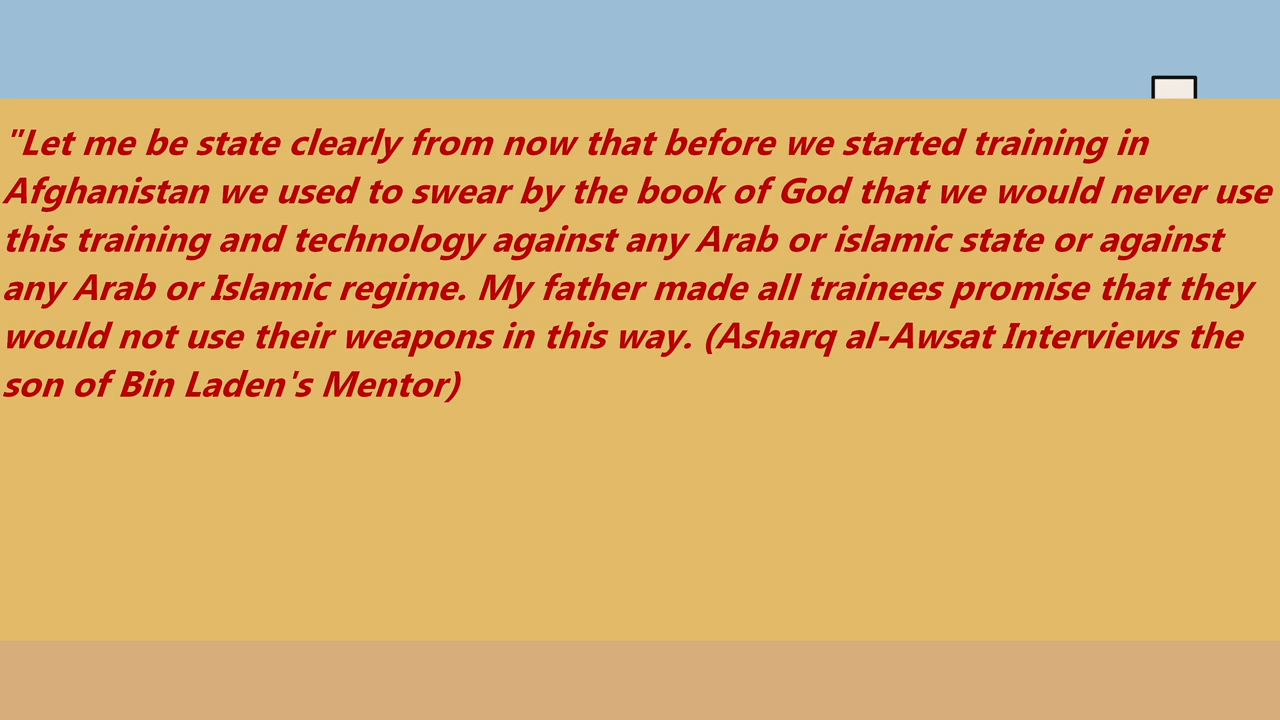 "Let me be state clearly from now that before we started training in
Afghanistan we used to swear by the book of God that we would never use
this training and technology against any Arab or islamic state or against
any Arab or Islamic regime. My father made all trainees promise that they
would not use their weapons in this way. (Asharq al-Awsat Interviews the
son of Bin Laden's Mentor)